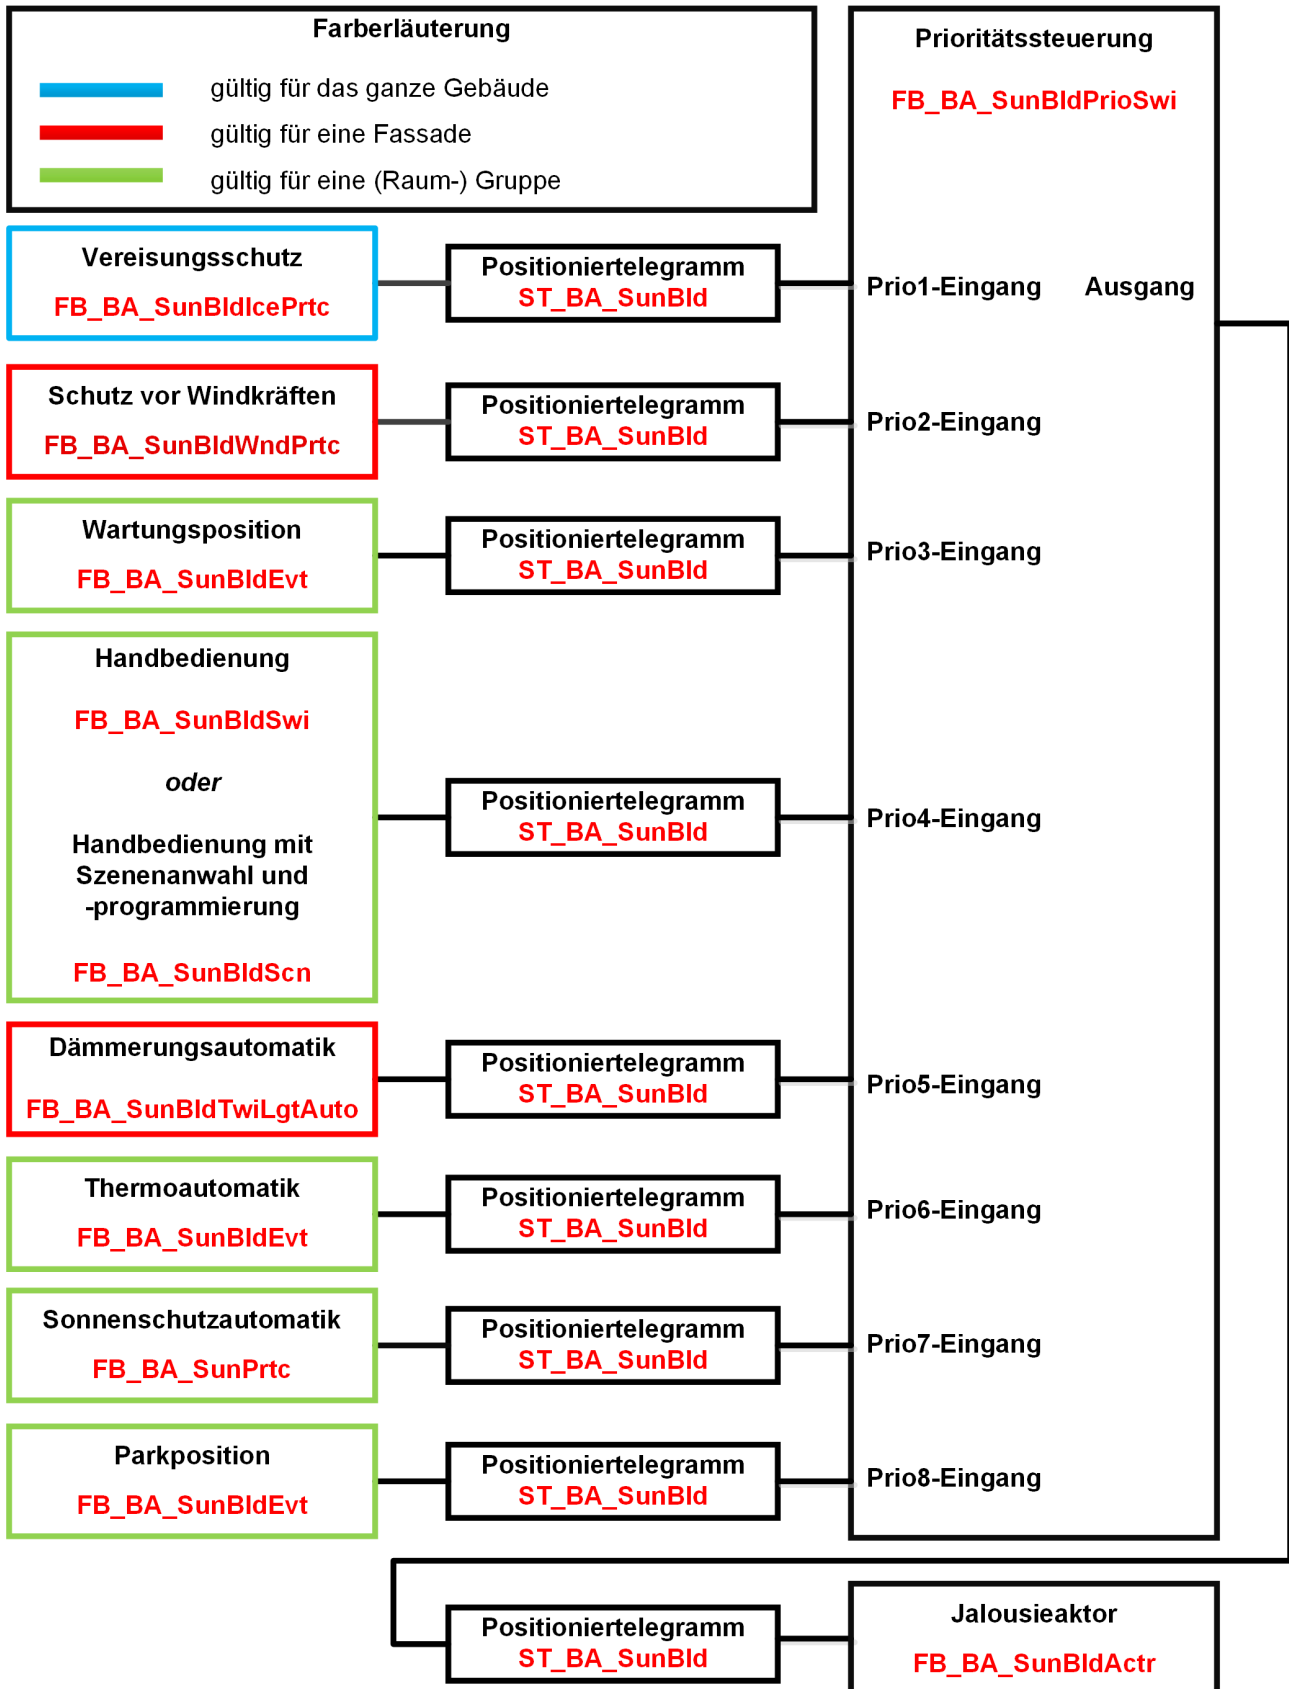 Farberläuterung
gültig für das ganze Gebäude
gültig für eine Fassade
gültig für eine (Raum-) Gruppe
Prioritätssteuerung
FB_BA_SunBldPrioSwi
Vereisungsschutz
FB_BA_SunBldIcePrtc
Positioniertelegramm
ST_BA_SunBld
Prio1-Eingang Ausgang
Schutz vor Windkräften
FB_BA_SunBldWndPrtc
Positioniertelegramm
ST_BA_SunBld
Prio2-Eingang
Wartungsposition
FB_BA_SunBldEvt
Positioniertelegramm
ST_BA_SunBld
Prio3-Eingang
Handbedienung
FB_BA_SunBldSwi
oder
Handbedienung mit
Szenenanwahl und
-programmierung
FB_BA_SunBldScn
Positioniertelegramm
ST_BA_SunBld
Prio4-Eingang
Dämmerungsautomatik
FB_BA_SunBldTwiLgtAuto
Positioniertelegramm
ST_BA_SunBld
Prio5-Eingang
Thermoautomatik
FB_BA_SunBldEvt
Positioniertelegramm
ST_BA_SunBld
Prio6-Eingang
Sonnenschutzautomatik
FB_BA_SunPrtc
Positioniertelegramm
ST_BA_SunBld
Prio7-Eingang
Parkposition
FB_BA_SunBldEvt
Positioniertelegramm
ST_BA_SunBld
Prio8-Eingang
Positioniertelegramm
ST_BA_SunBld
Jalousieaktor
FB_BA_SunBldActr